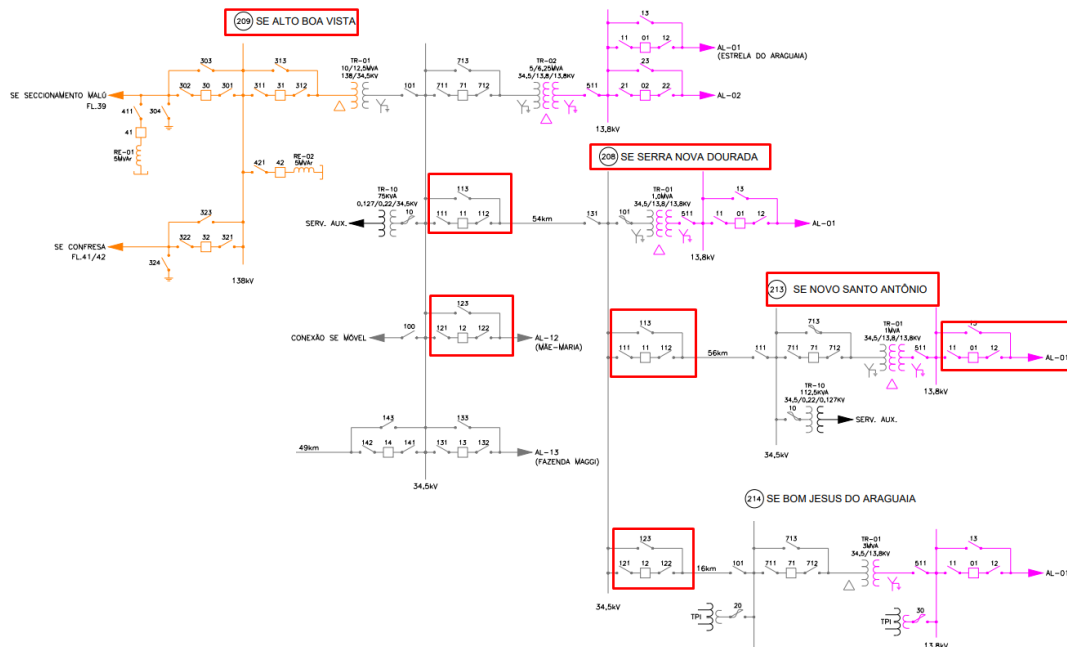 209 SE ALTO BOA VISTA
13
11 01 12
AL-01
(ESTRELA DO ARAGUAIA)
303
313
TR-01
10/12,5MVA
138/34,5KV
713
TR-02
5/6,25MVA
34,5/13,8/13,8KV
23
SE SECCIONAMENTO MALÚ
FL.39
302 30 301
311 31 312
101
711 71 712
511
21 02 22
AL-02
411
304
41
13,8kV
RE-01
5MVAr
421 42
RE-02
5MVAr
208 SE SERRA NOVA DOURADA
TR-10
75KVA
0,127/0,22/34,5KV
113
TR-01
1,0MVA
34,5/13,8/13,8KV
13
323
SERV. AUX.
10
111 11 112
54km
131
101
511
11 01 12
AL-01
SE CONFRESA
FL.41/42
322 32 321
324
13,8kV
138kV
213 SE NOVO SANTO ANTÔNIO
123
113
713
TR-01
1MVA
34,5/13,8/13,8KV
13
CONEXÃO SE MÓVEL
100
121 12 122
AL-12
(MÃE-MARIA)
111 11 112
56km
111
711 71 712
511
11 01 12
AL-01
TR-10
112,5KVA
34,5/0,22/0,127KV
13,8kV
10
SERV. AUX.
143
133
49km
142 14 141
131 13 132
AL-13
(FAZENDA MAGGI)
34,5kV
34,5kV
214 SE BOM JESUS DO ARAGUAIA
123
713
TR-01
3MVA
34,5/13,8KV
13
121 12 122
16km
101
711 71 712
511
11 01 12
AL-01
34,5kV
TPI
20
TPI
30
13,8kV